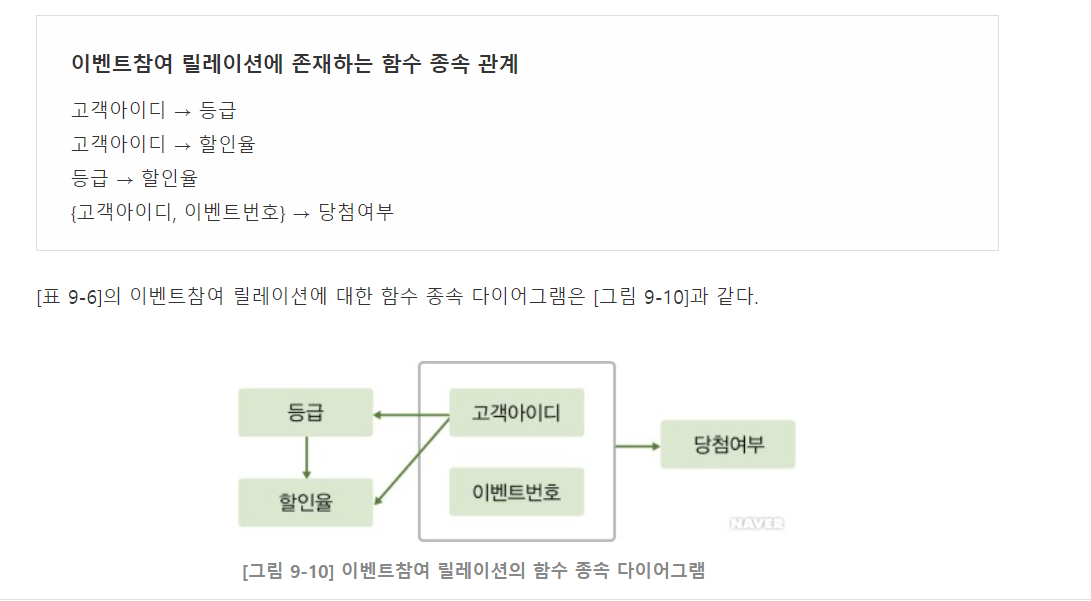 이벤트참여 릴레이션에 존재하는 함수 종속 관계
고객아이디 → 등급
고객아이디 → 할인율
등급 → 할인율
{고객아이디, 이벤트번호} → 당첨여부
[표 9-6]의 이벤트참여 릴레이션에 대한 함수 종속 다이어그램은 [그림 9-10]과 같다.
등급
고객아이디
당첨여부
할인율
이벤트번호
NAVER
[그림 9-10] 이벤트참여 릴레이션의 함수 종속 다이어그램